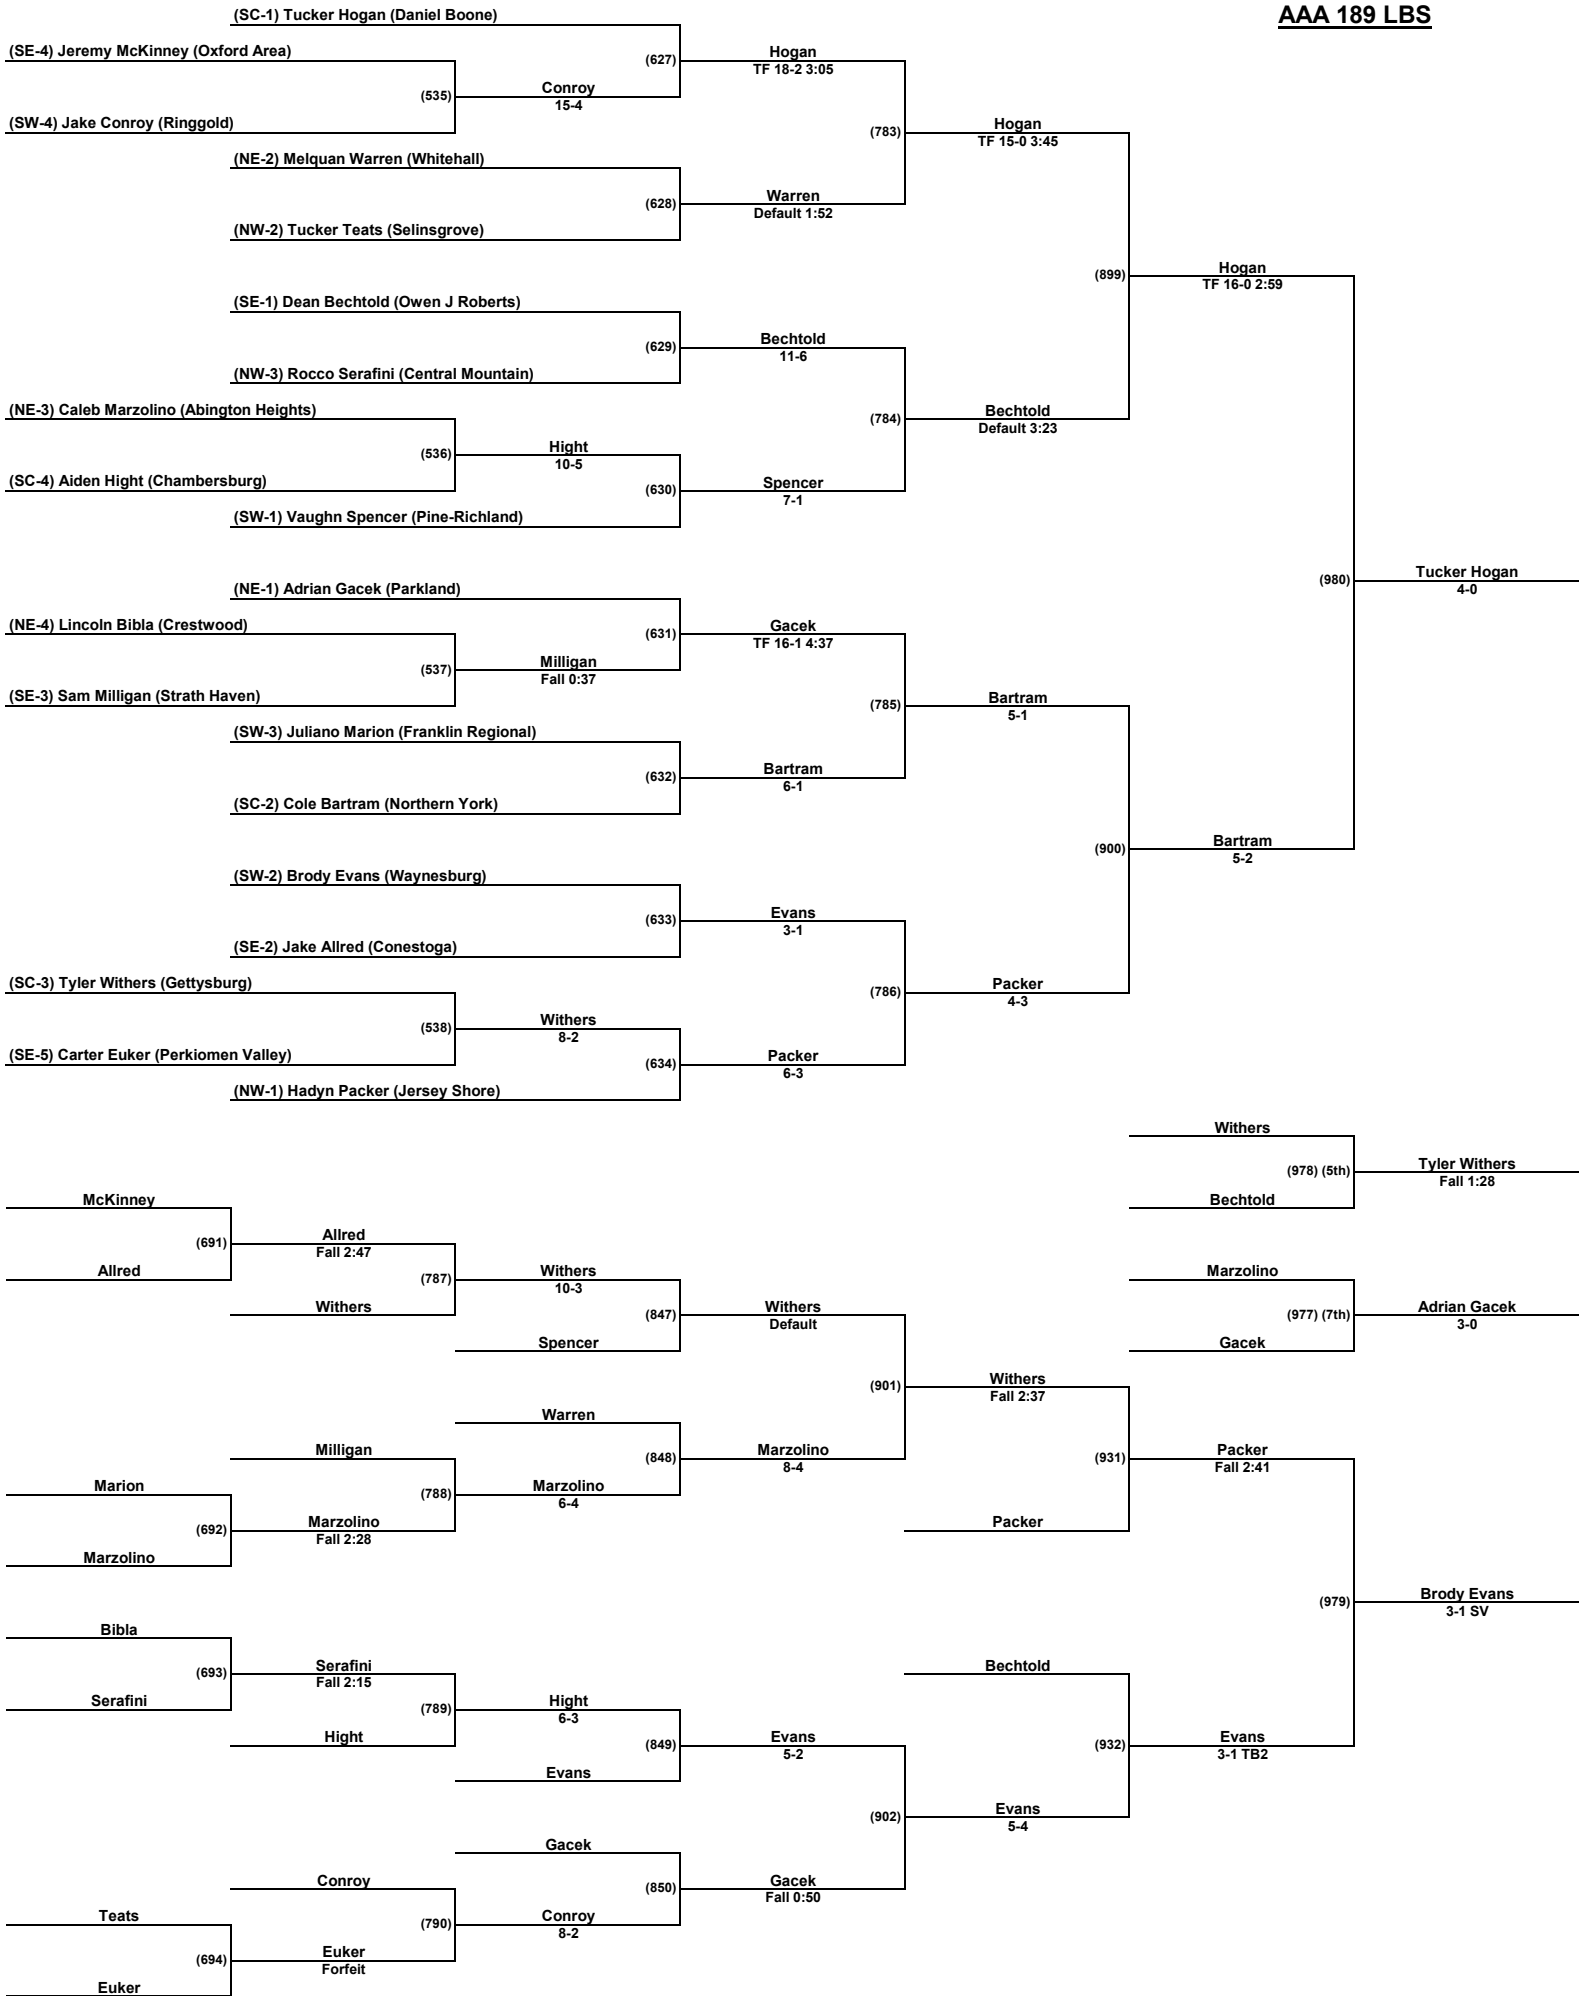 (SC-1) Tucker Hogan (Daniel Boone)
AAA 189 LBS
(SE-4) Jeremy McKinney (Oxford Area)
(627)
Hogan
TF 18-2 3:05
(535)
Conroy
15-4
(SW-4) Jake Conroy (Ringgold)
(783)
Hogan
TF 15-0 3:45
(NE-2) Melquan Warren (Whitehall)
(628)
Warren
Default 1:52
(NW-2) Tucker Teats (Selinsgrove)
(899)
Hogan
TF 16-0 2:59
(SE-1) Dean Bechtold (Owen J Roberts)
(629)
Bechtold
11-6
(NW-3) Rocco Serafini (Central Mountain)
(NE-3) Caleb Marzolino (Abington Heights)
(784)
Bechtold
Default 3:23
(536)
Hight
10-5
(SC-4) Aiden Hight (Chambersburg)
(630)
Spencer
7-1
(SW-1) Vaughn Spencer (Pine-Richland)
(980)
Tucker Hogan
4-0
(NE-1) Adrian Gacek (Parkland)
(NE-4) Lincoln Bibla (Crestwood)
(631)
Gacek
TF 16-1 4:37
(537)
Milligan
Fall 0:37
(SE-3) Sam Milligan (Strath Haven)
(785)
Bartram
5-1
(SW-3) Juliano Marion (Franklin Regional)
(632)
Bartram
6-1
(SC-2) Cole Bartram (Northern York)
(900)
Bartram
5-2
(SW-2) Brody Evans (Waynesburg)
(633)
Evans
3-1
(SE-2) Jake Allred (Conestoga)
(SC-3) Tyler Withers (Gettysburg)
(786)
Packer
4-3
(538)
Withers
8-2
(SE-5) Carter Euker (Perkiomen Valley)
(634)
Packer
6-3
(NW-1) Hadyn Packer (Jersey Shore)
Withers
(978) (5th)
Tyler Withers
Fall 1:28
Bechtold
McKinney
(691)
Allred
Fall 2:47
Allred
(787)
Withers
10-3
Withers
Marzolino
(977) (7th)
Adrian Gacek
3-0
Gacek
(847)
Withers
Default
Spencer
(901)
Withers
Fall 2:37
Warren
Milligan
(848)
Marzolino
8-4
(931)
Packer
Fall 2:41
Marion
(788)
Marzolino
6-4
(692)
Marzolino
Fall 2:28
Packer
Marzolino
(979)
Brody Evans
3-1 SV
Bibla
(693)
Serafini
Fall 2:15
Bechtold
Serafini
(789)
Hight
6-3
Hight
(849)
Evans
5-2
(932)
Evans
3-1 TB2
Evans
(902)
Evans
5-4
Gacek
Conroy
(850)
Gacek
Fall 0:50
Teats
(790)
Conroy
8-2
(694)
Euker
Forfeit
Euker